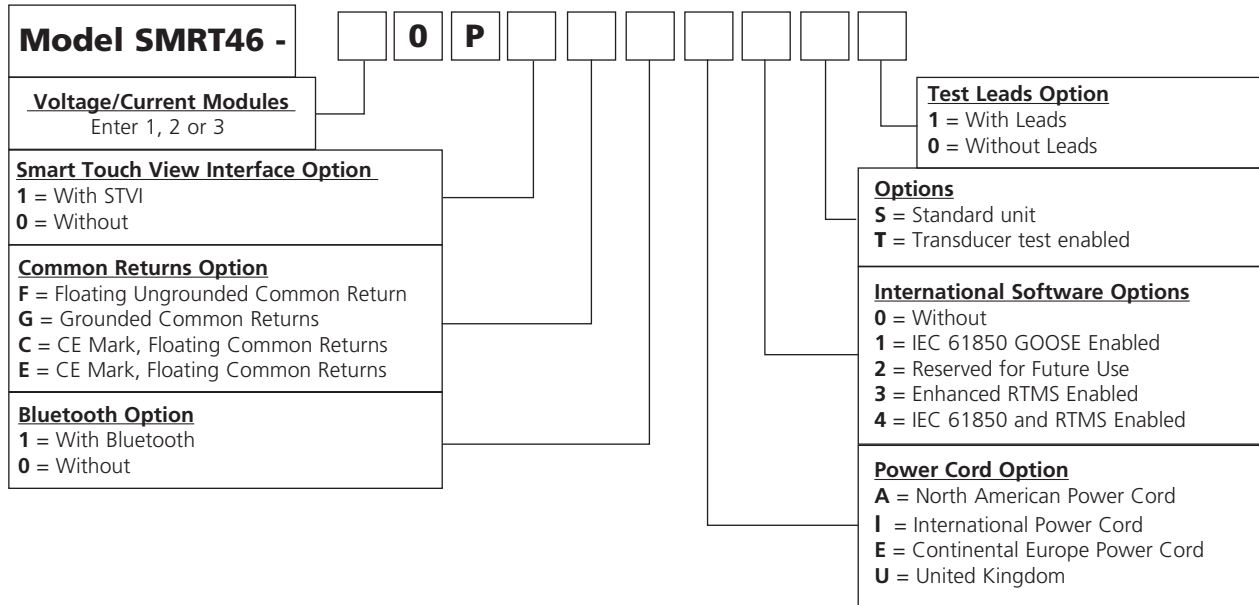 Model SMRT46 - 0 P
Voltage/Current Modules
Enter 1, 2 or 3
Smart Touch View Interface Option
1 = With STVI
0 = Without
Common Returns Option
F = Floating Ungrounded Common Return
G = Grounded Common Returns
C = CE Mark, Floating Common Returns
E = CE Mark, Floating Common Returns
Bluetooth Option
1 = With Bluetooth
0 = Without
Test Leads Option
1 = With Leads
0 = Without Leads
Options
S = Standard unit
T = Transducer test enabled
International Software Options
0 = Without
1 = IEC 61850 GOOSE Enabled
2 = Reserved for Future Use
3 = Enhanced RTMS Enabled
4 = IEC 61850 and RTMS Enabled
Power Cord Option
A = North American Power Cord
I = International Power Cord
E = Continental Europe Power Cord
U = United Kingdom